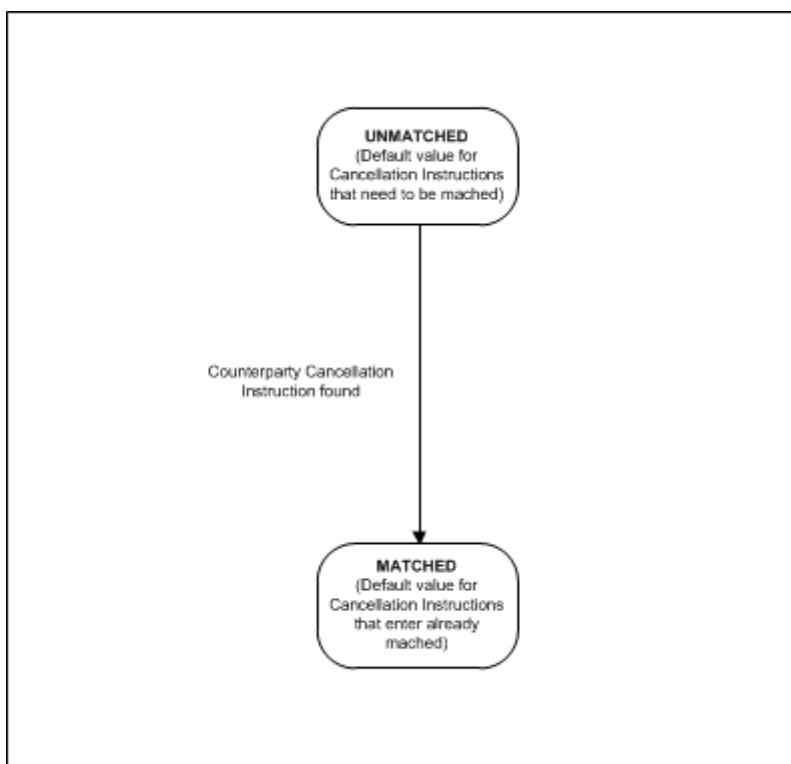 UNMATCHED
(Default value for
Cancellation Instructions
that need to be mached)
Counterparty Cancellation
Instruction found
MATCHED
(Default value for
Cancellation Instructions
that enter already
mached)